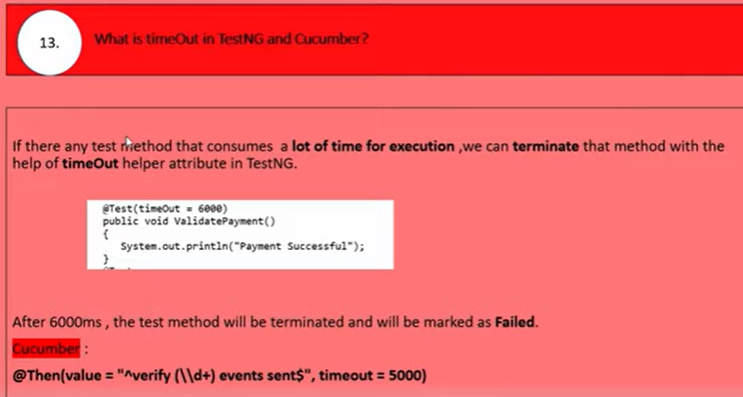 13.
What is timeOut in TestNG and Cucumber?
If there any test method that consumes a lot of time for execution ,we can terminate that method with the
help of timeOut helper attribute in TestNG.
@Test(timeOut = 6000)
public void ValidatePayment()
{
System.out.println("Payment Successful");
}
After 6000ms , the test method will be terminated and will be marked as Failed.
Cucumber :
@Then(value = "^verify (\\d+) events sent$", timeout = 5000)